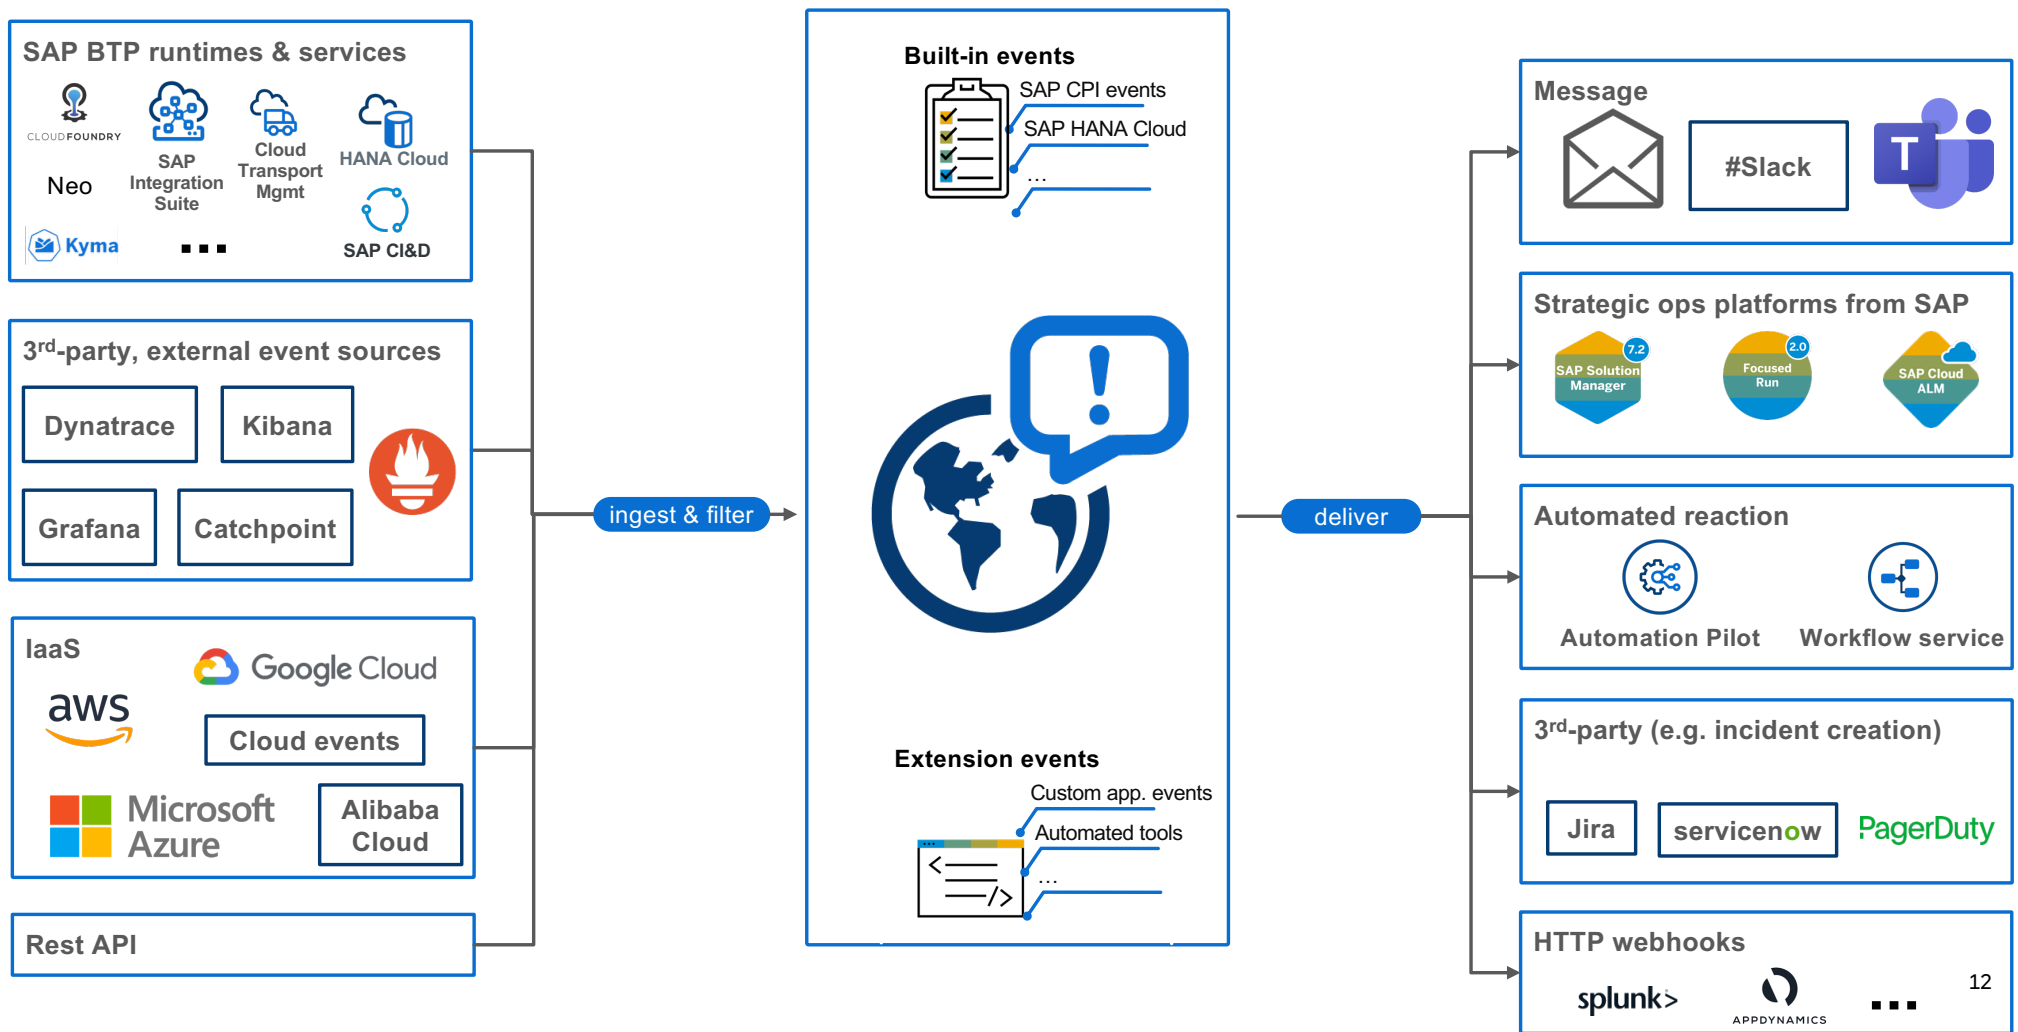 SAP BTP runtimes & services
CLOUDFOUNDRY
SAP
Integration
Suite
Cloud
Transport
Mgmt
HANA Cloud
Neo
Kyma
...
SAP CI&D
3rd-party, external event sources
Dynatrace
Kibana
Grafana
Catchpoint
IaaS
aws
Google Cloud
Cloud events
Microsoft
Azure
Alibaba
Cloud
Rest API
ingest & filter
Built-in events
SAP CPI events
SAP HANA Cloud
...
!
Extension events
Custom app. events
Automated tools
...
deliver
Message
#Slack
T
Strategic ops platforms from SAP
7.2
SAP Solution
Manager
2.0
Focused
Run
SAP Cloud
ALM
Automated reaction
Automation Pilot
Workflow service
3rd-party (e.g. incident creation)
Jira
servicenow
PagerDuty
HTTP webhooks
splunk>
APPDYNAMICS
...
12